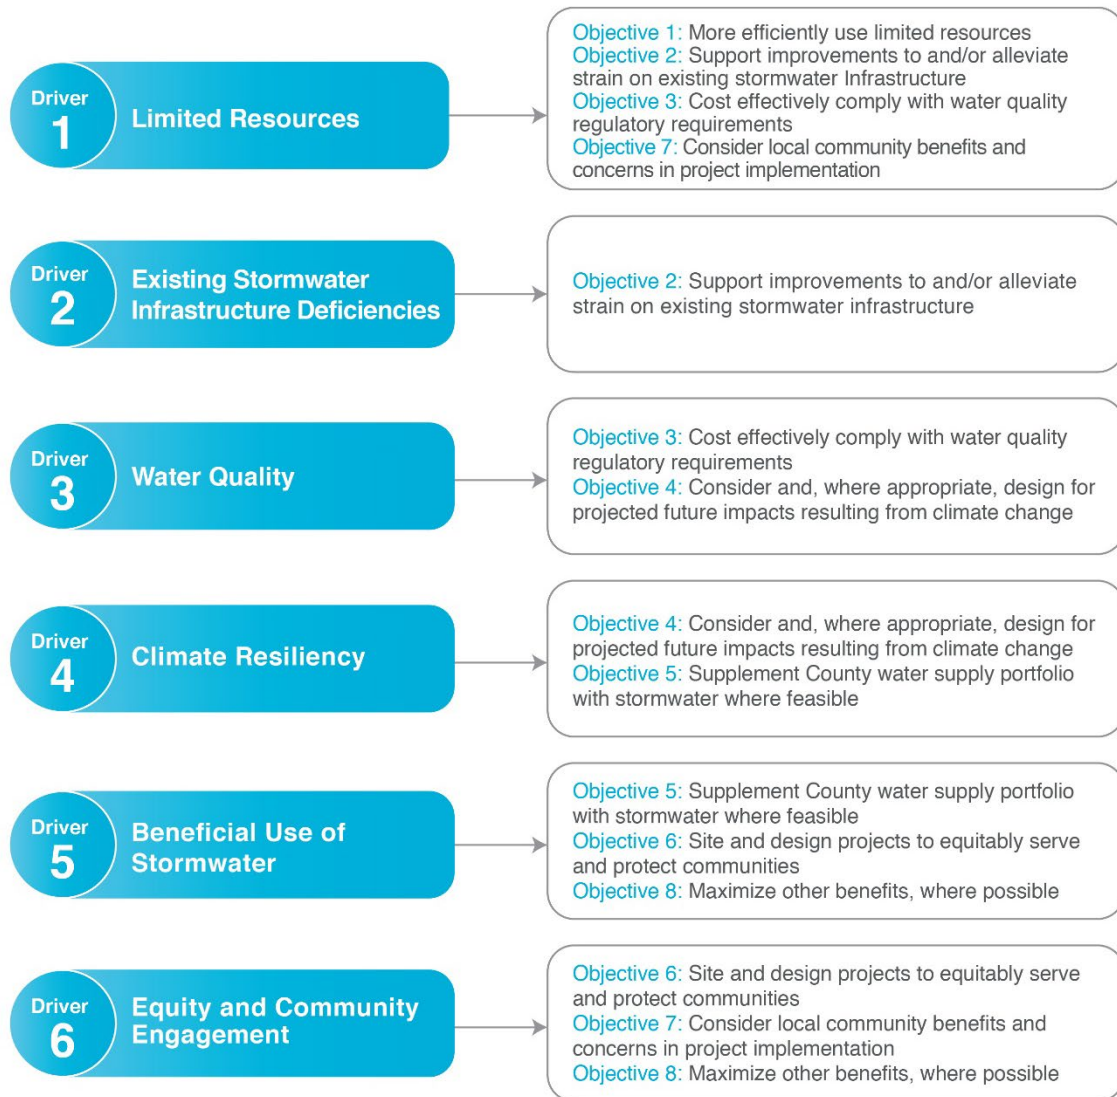 Driver
1
Limited Resources
Objective 1: More efficiently use limited resources
Objective 2: Support improvements to and/or alleviate
strain on existing stormwater Infrastructure
Objective 3: Cost effectively comply with water quality
regulatory requirements
Objective 7: Consider local community benefits and
concerns in project implementation
Driver
2
Existing Stormwater
Infrastructure Deficiencies
Objective 2: Support improvements to and/or alleviate
strain on existing stormwater infrastructure
Driver
3
Water Quality
Objective 3: Cost effectively comply with water quality
regulatory requirements
Objective 4: Consider and, where appropriate, design for
projected future impacts resulting from climate change
Driver
4
Climate Resiliency
Objective 4: Consider and, where appropriate, design for
projected future impacts resulting from climate change
Objective 5: Supplement County water supply portfolio
with stormwater where feasible
Driver
5
Beneficial Use of
Stormwater
Objective 5: Supplement County water supply portfolio
with stormwater where feasible
Objective 6: Site and design projects to equitably serve
and protect communities
Objective 8: Maximize other benefits, where possible
Driver
6
Equity and Community
Engagement
Objective 6: Site and design projects to equitably serve
and protect communities
Objective 7: Consider local community benefits and
concerns in project implementation
Objective 8: Maximize other benefits, where possible